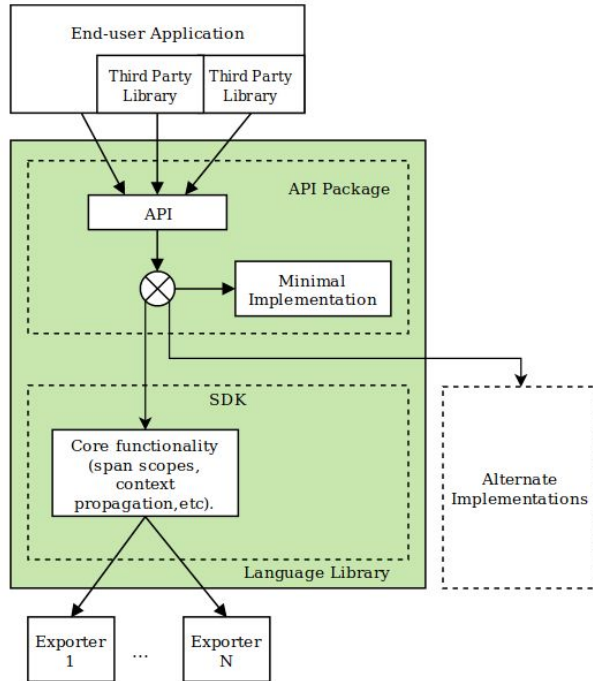 End-user Application
Third Party
Library
Third Party
Library
API Package
API
Minimal
Implementation
SDK
Core functionality
(span scopes,
context
propagation,etc).
Alternate
Implementations
Language Library
Exporter
1
...
Exporter
N